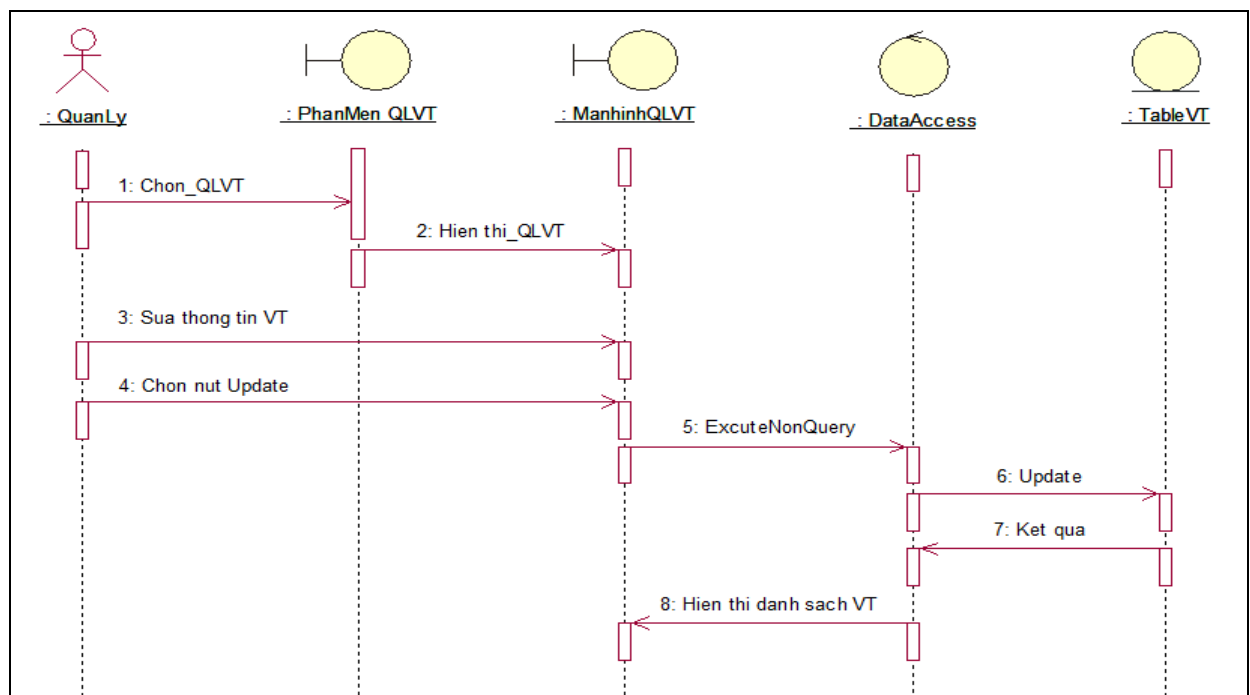 : QuanLy
: PhanMen QLVT
: ManhinhQLVT
: DataAccess
: TableVT
1: Chon_QLVT
2: Hien thi_QLVT
3: Sua thong tin VT
4: Chon nut Update
5: ExcuteNonQuery
6: Update
7: Ket qua
8: Hien thi danh sach VT